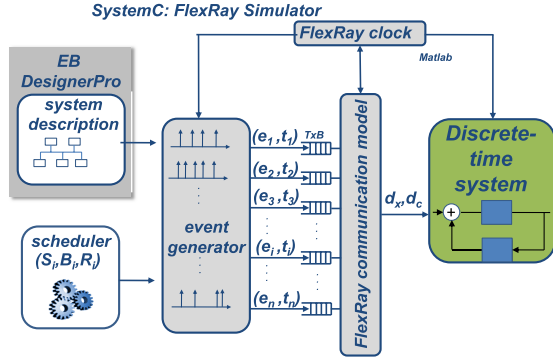 SystemC: FlexRay Simulator
FlexRay clock
Matlab
EB
DesignerPro
system
description
scheduler
(Si,Bi,Ri)
event
generator
(e1,t1)
TxB
(e2,t2)
(e3,t3)
(ei,ti)
(en,tn)
FlexRay communication model
dx,dc
Discrete-
time
system
+